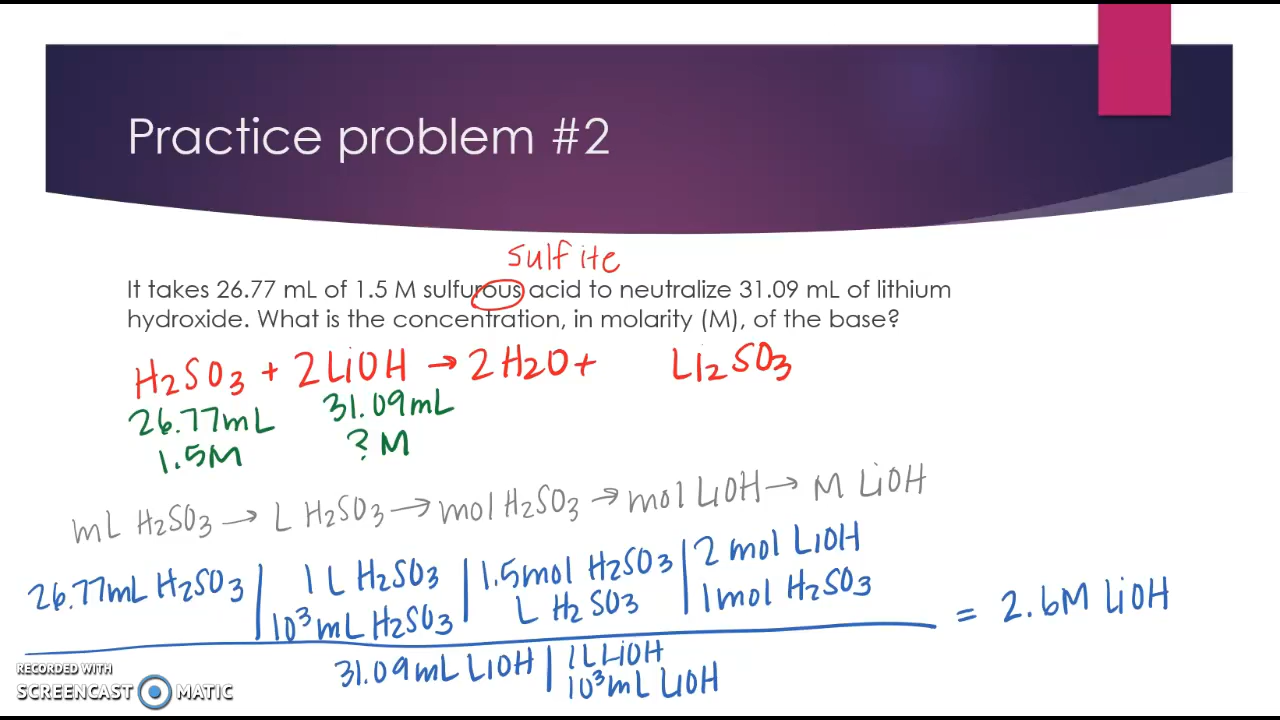 Practice problem #2
sulfite
It takes 26.77 mL of 1.5 M sulfurous acid to neutralize 31.09 mL of lithium
hydroxide. What is the concentration, in molarity (M), of the base?
H₂SO₃ + 2LiOH → 2H₂O + Li₂SO₃
26.77mL 31.09mL
1.5M ? M
mL H₂SO₃ → L H₂SO₃ → mol H₂SO₃ → mol LiOH → M LiOH
26.77mL H₂SO₃ | 1 L H₂SO₃ | 1.5mol H₂SO₃ | 2 mol LiOH
10³ mL H₂SO₃ | L H₂SO₃ | 1mol H₂SO₃ = 2.6M LiOH
31.09mL LiOH | 1L LiOH
10³mL LiOH
RECORDED WITH
SCREENCAST MATIC